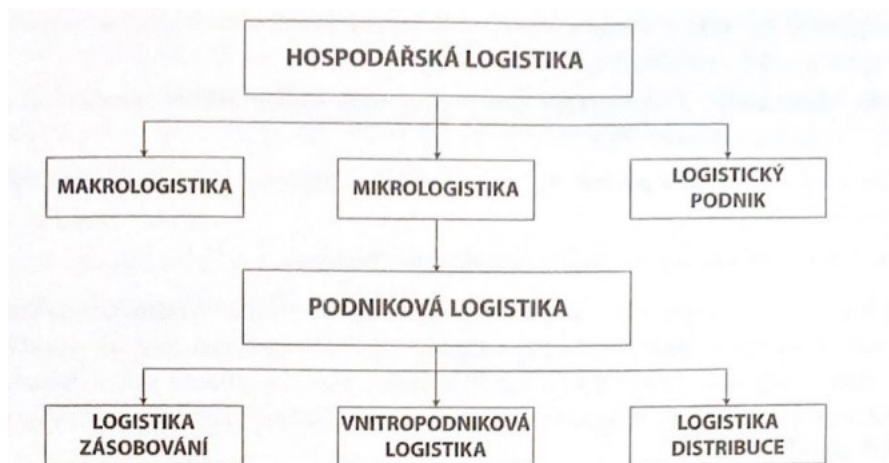 HOSPODÁŘSKÁ LOGISTIKA
MAKROLOGISTIKA
MIKROLOGISTIKA
LOGISTICKÝ
PODNIK
PODNIKOVÁ LOGISTIKA
LOGISTIKA
ZÁSOBOVÁNÍ
VNITROPODNIKOVÁ
LOGISTIKA
LOGISTIKA
DISTRIBUCE